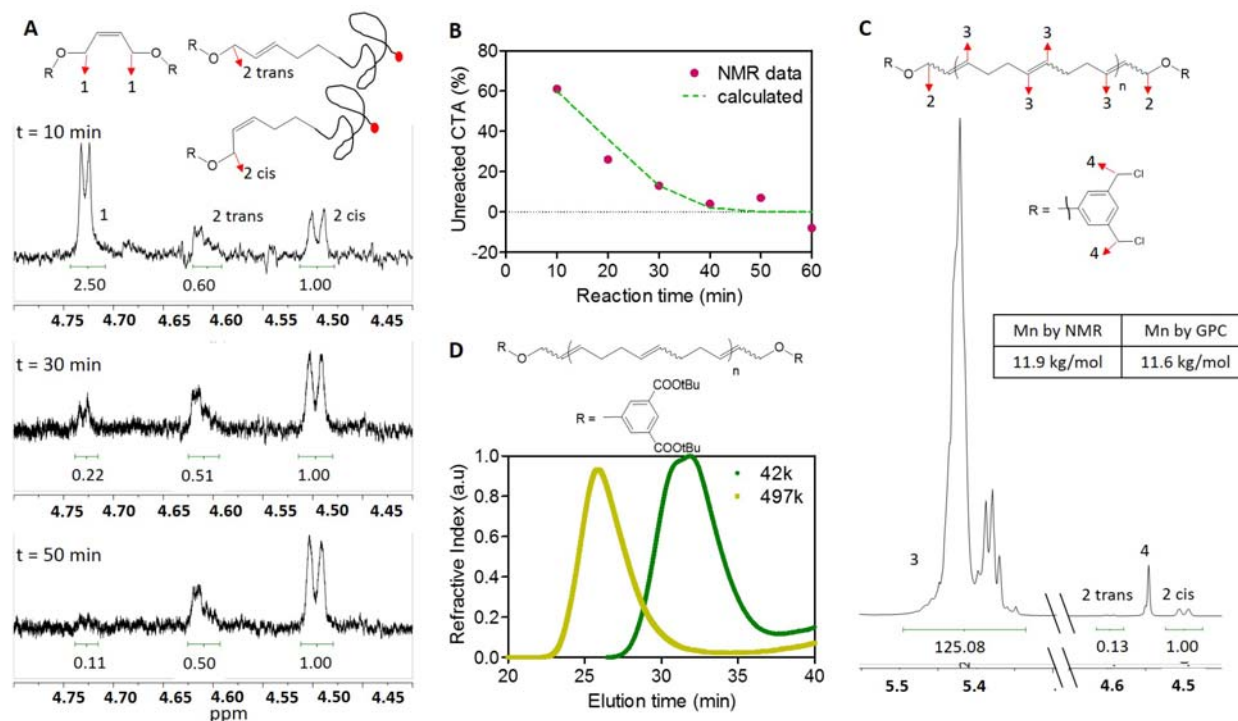 A
R
O
O
R
1
1
R
O
2 trans
R
O
2 cis
t = 10 min
1
2 trans
2 cis
2.50
0.60
1.00
4.75 4.70 4.65 4.60 4.55 4.50 4.45
t = 30 min
0.22
0.51
1.00
4.75 4.70 4.65 4.60 4.55 4.50 4.45
t = 50 min
0.11
0.50
1.00
4.75 4.70 4.65 4.60 4.55 4.50 4.45
ppm
B
Unreacted CTA (%)
80
60
40
20
0
-20
NMR data
calculated
0 10 20 30 40 50 60
Reaction time (min)
D
R
O
n
O
R
COOtBu
R =
COOtBu
Refractive Index (a.u)
1.0
0.8
0.6
0.4
0.2
0.0
42k
497k
20 25 30 35 40
Elution time (min)
C
3 3
R
O
O
R
n
2 3 3 2
4
Cl
R =
Cl
4
Mn by NMR Mn by GPC
11.9 kg/mol 11.6 kg/mol
3
4
2 trans
2 cis
125.08
0.13
1.00
5.5 5.4 4.6 4.5